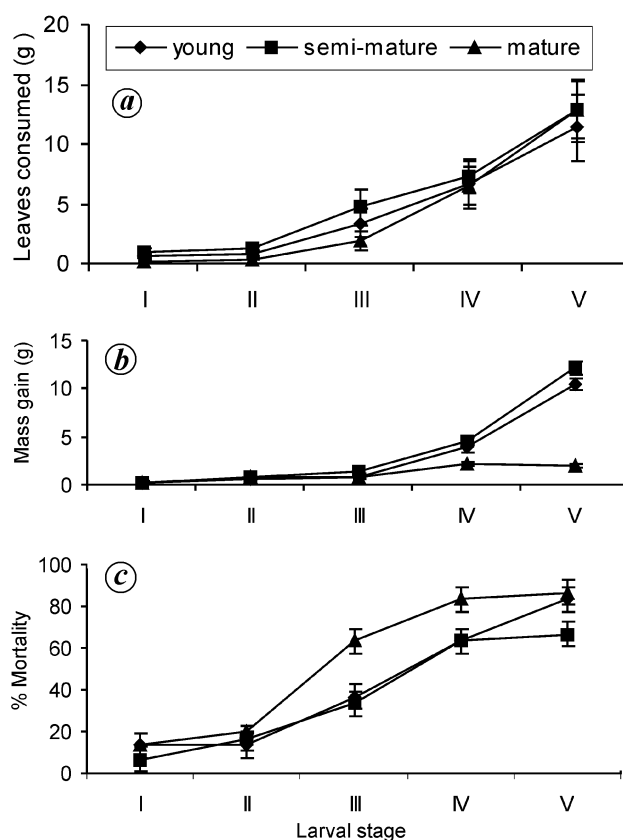 20
young semi-mature mature
15
a
10
5
0
Leaves consumed (g)
I II III IV V
15
b
10
5
0
Mass gain (g)
I II III IV V
100
c
80
60
40
20
0
% Mortality
I II III IV V
Larval stage